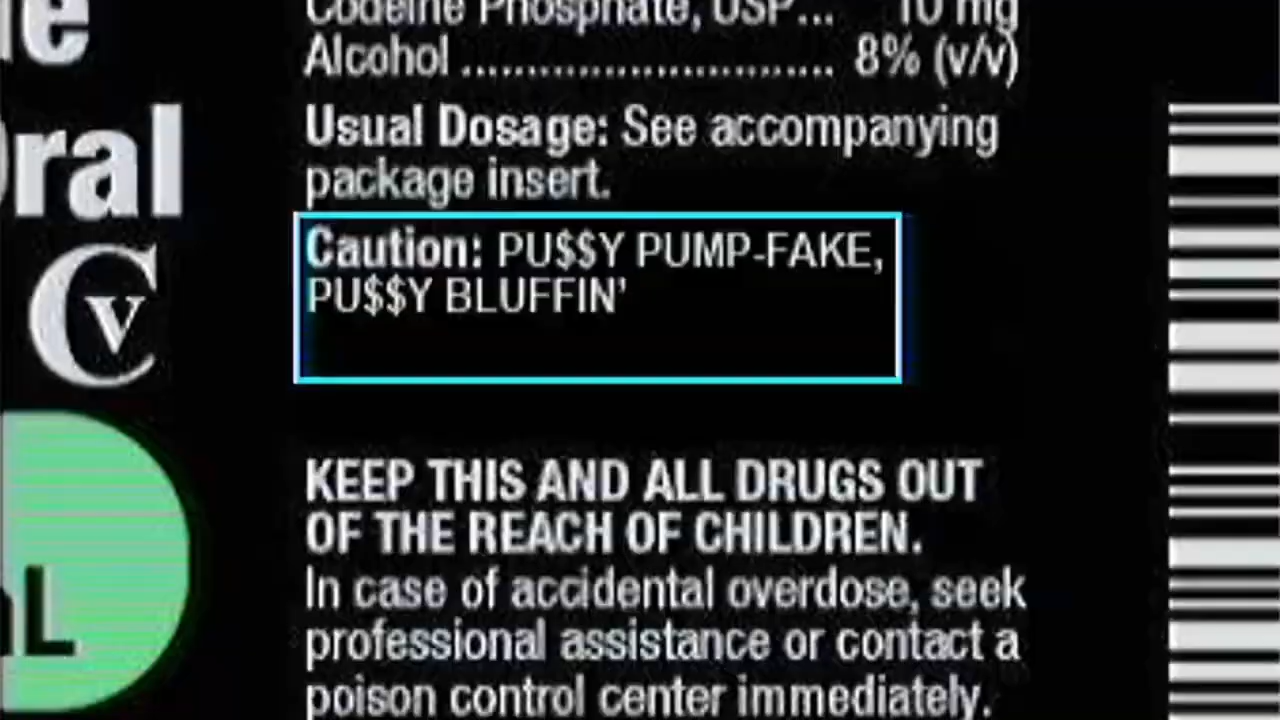 Codeine Phosphate, USP... 10 mg
Alcohol ............................ 8% (v/v)
Usual Dosage: See accompanying
package insert.
Caution: PU$$Y PUMP-FAKE,
PU$$Y BLUFFIN'
KEEP THIS AND ALL DRUGS OUT
OF THE REACH OF CHILDREN.
In case of accidental overdose, seek
professional assistance or contact a
poison control center immediately.
ral
CV
L